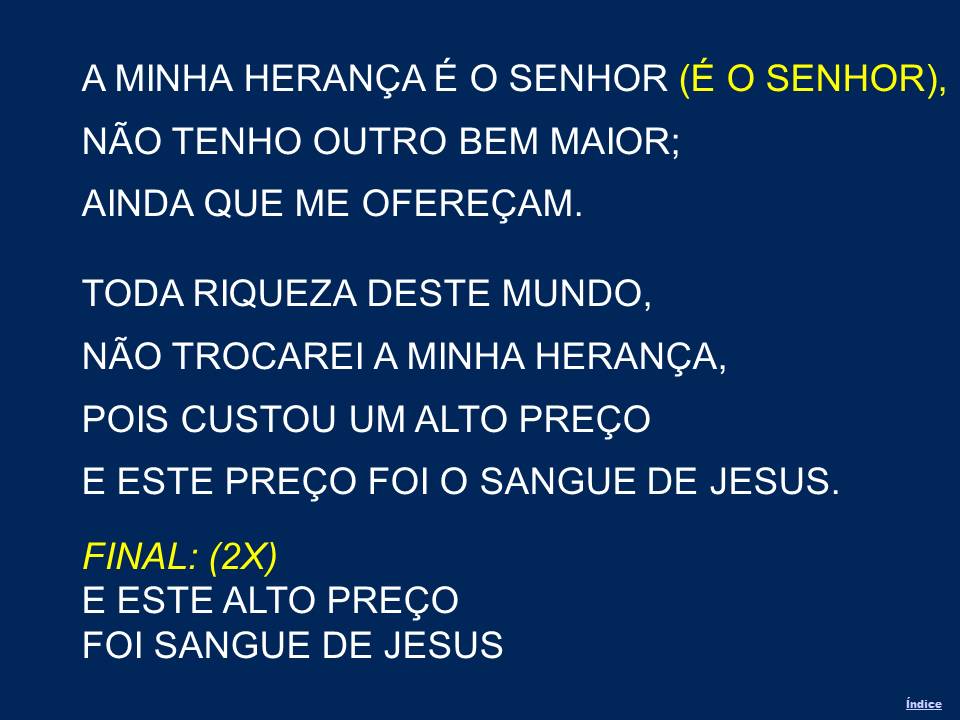 A MINHA HERANÇA É O SENHOR (É O SENHOR),
NÃO TENHO OUTRO BEM MAIOR;
AINDA QUE ME OFEREÇAM.
TODA RIQUEZA DESTE MUNDO,
NÃO TROCAREI A MINHA HERANÇA,
POIS CUSTOU UM ALTO PREÇO
E ESTE PREÇO FOI O SANGUE DE JESUS.
FINAL: (2X)
E ESTE ALTO PREÇO
FOI SANGUE DE JESUS
Índice